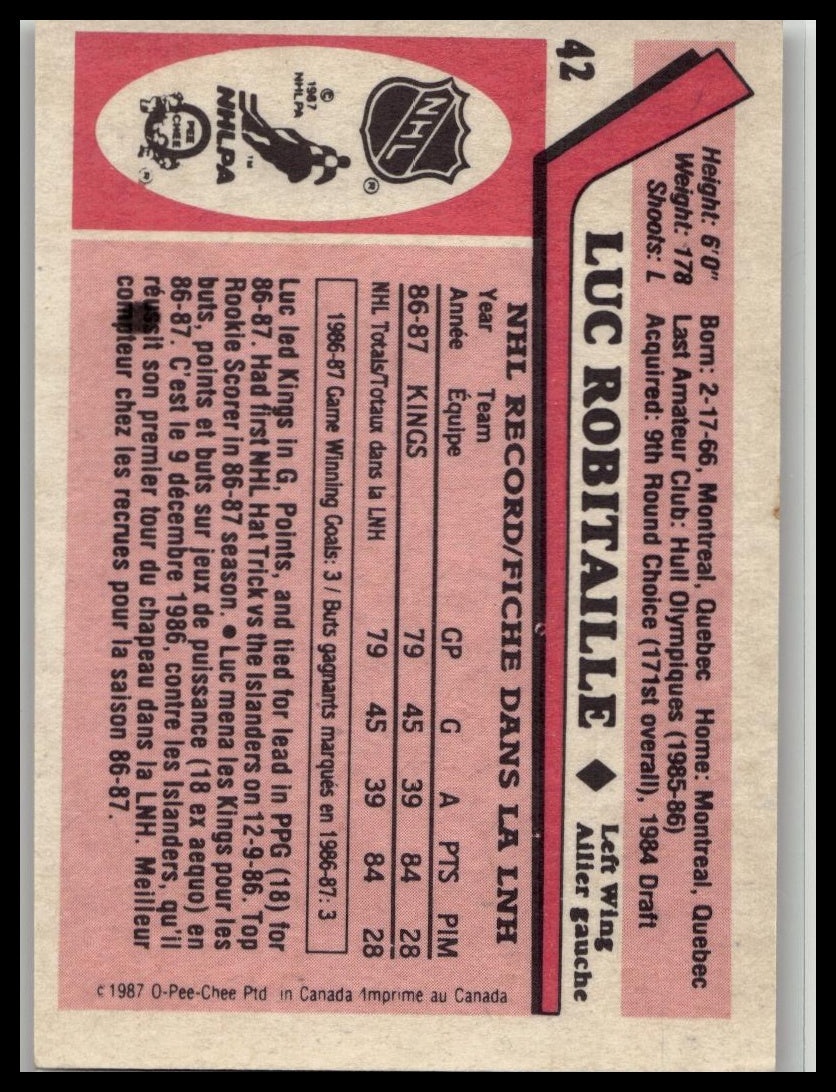 42
Height: 6'0" Born: 2-17-66, Montreal, Quebec Home: Montreal, Quebec
Weight: 178 Last Amateur Club: Hull Olympiques (1985-86)
Shoots: L Acquired: 9th Round Choice (171st overall), 1984 Draft
LUC ROBITAILLE ◆ Left Wing
Ailier gauche
NHL
®
© 1987 NHLPA
NHLPA
™
O PEE CHEE
®
NHL RECORD/FICHE DANS LA LNH
Year Team
Année Équipe GP G A PTS PIM
86-87 KINGS 79 45 39 84 28
NHL Totals/Totaux dans la LNH 79 45 39 84 28
1986-87 Game Winning Goals: 3 / Buts gagnants marqués en 1986-87: 3
Luc led Kings in G, Points, and tied for lead in PPG (18) for
86-87. Had first NHL Hat Trick vs the Islanders on 12-9-86. Top
Rookie Scorer in 86-87 season. ● Luc mena les Kings pour les
buts, points et buts sur jeux de puissance (18 ex aequo) en
86-87. C'est le 9 décembre 1986, contre les Islanders, qu'il
réussit son premier tour du chapeau dans la LNH. Meilleur
compteur chez les recrues pour la saison 86-87.
© 1987 O-Pee-Chee Ptd in Canada Imprime au Canada